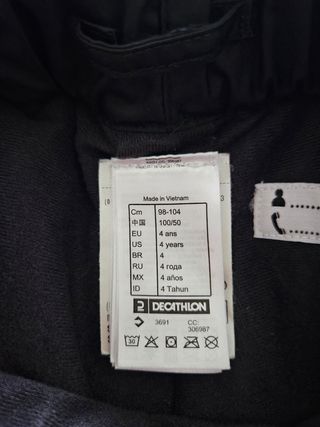 Made in Vietnam
Cm 98-104
中国 100/50
EU 4 ans
US 4 years
BR 4
RU 4 года
MX 4 años
ID 4 Tahun
DECATHLON
3691 CC:
306987
30